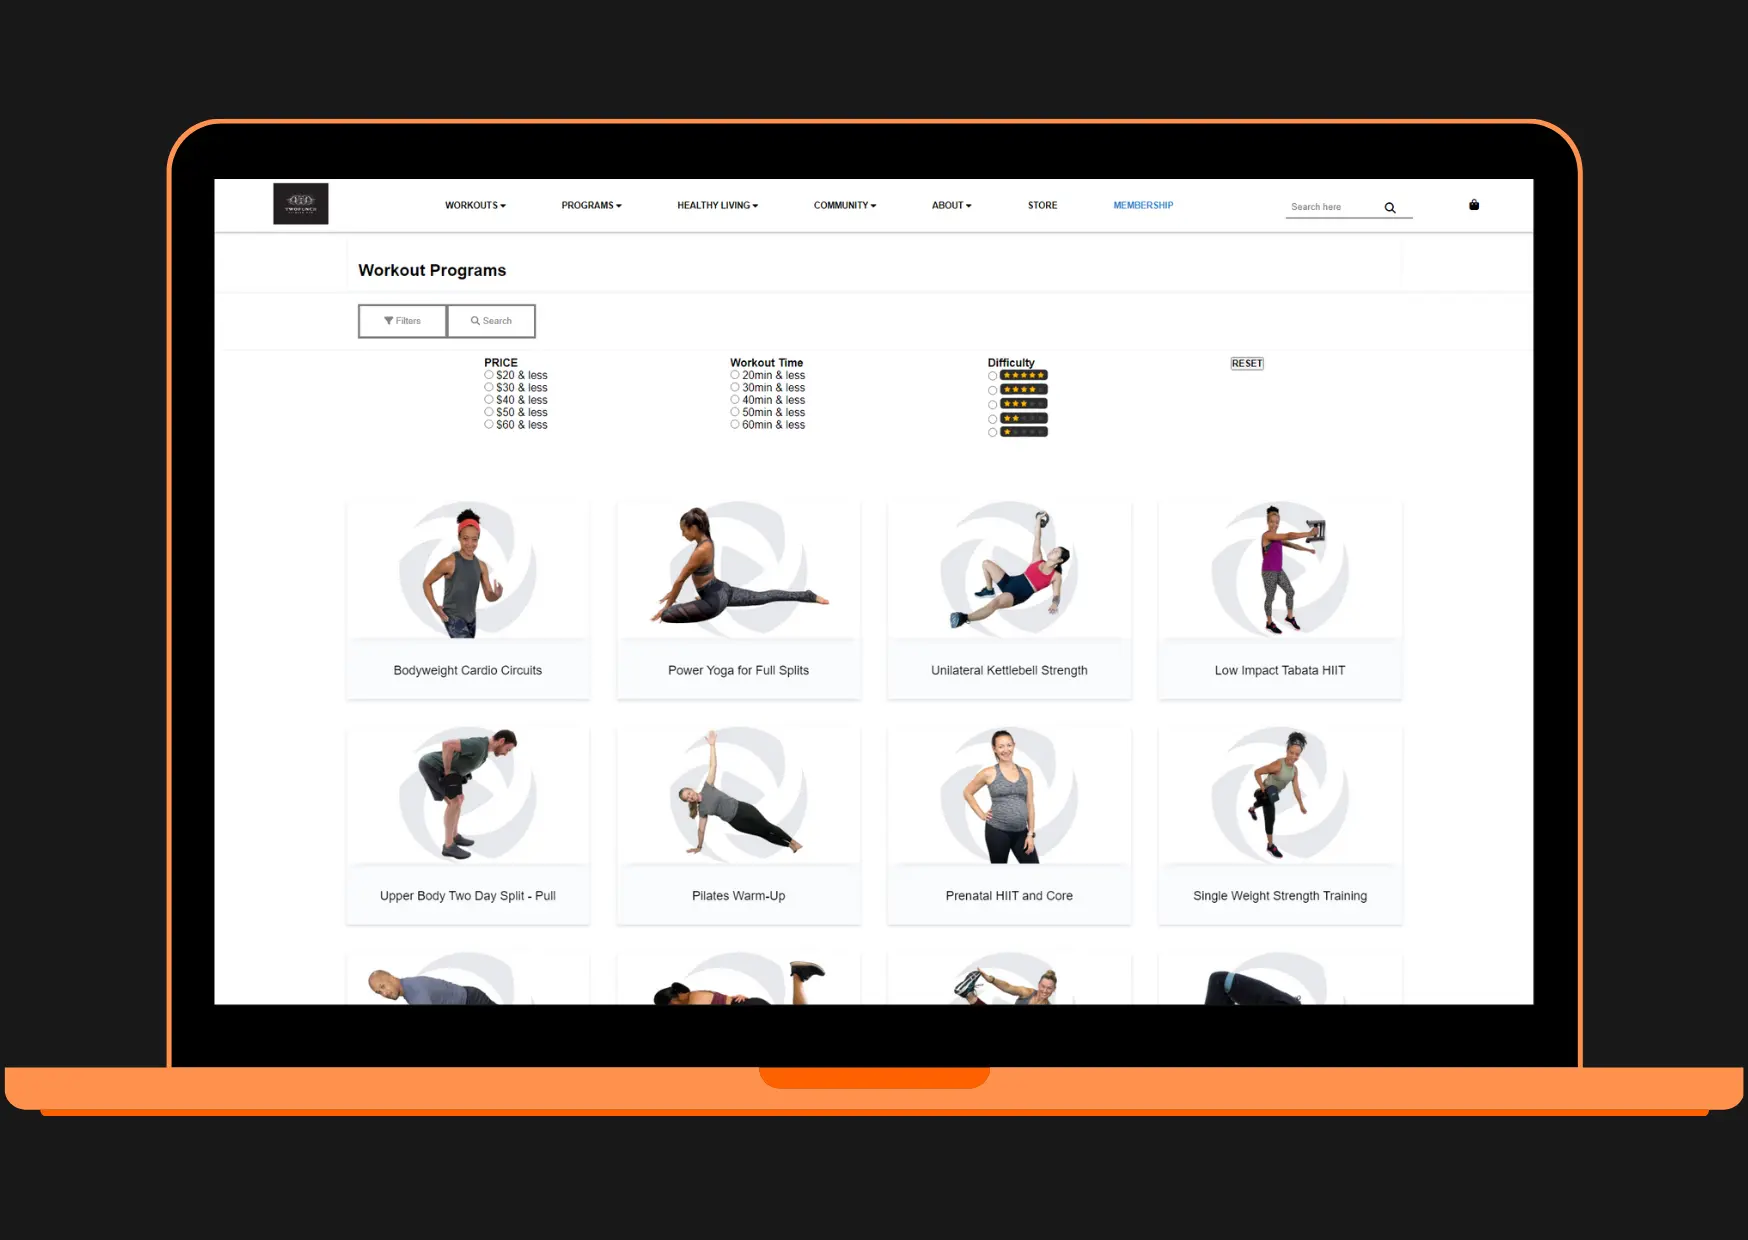 WORKOUTS PROGRAMS HEALTHY LIVING COMMUNITY ABOUT STORE MEMBERSHIP Search here
Workout Programs
Filters Search
PRICE
$20 & less
$30 & less
$40 & less
$50 & less
$60 & less
Workout Time
20min & less
30min & less
40min & less
50min & less
60min & less
Difficulty
RESET
Bodyweight Cardio Circuits
Power Yoga for Full Splits
Unilateral Kettlebell Strength
Low Impact Tabata HIIT
Upper Body Two Day Split - Pull
Pilates Warm-Up
Prenatal HIIT and Core
Single Weight Strength Training